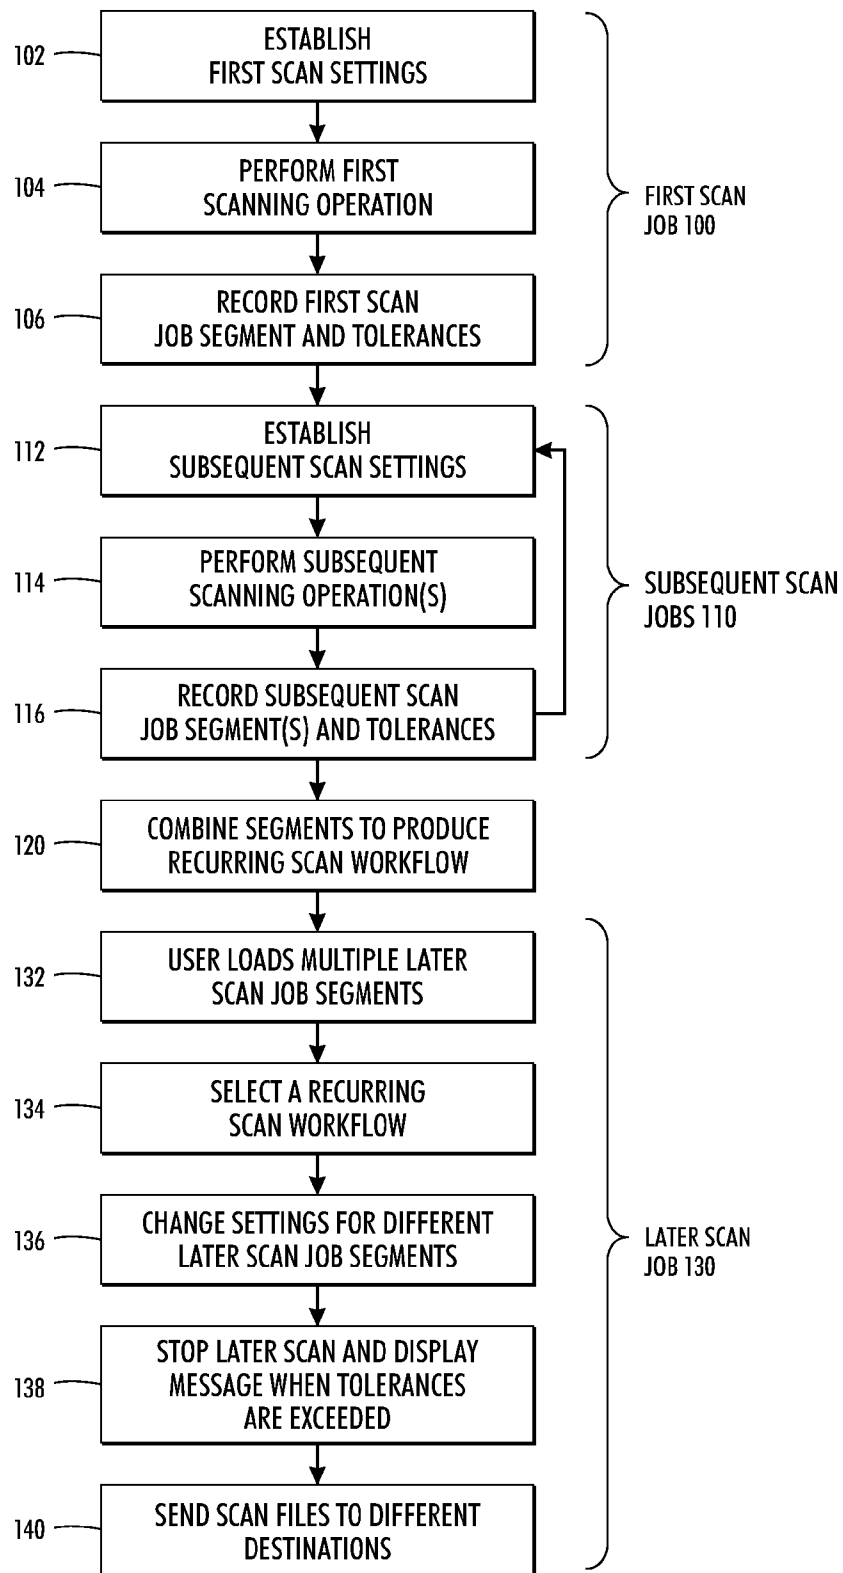 102
ESTABLISH
FIRST SCAN SETTINGS
104
PERFORM FIRST
SCANNING OPERATION
FIRST SCAN
JOB 100
106
RECORD FIRST SCAN
JOB SEGMENT AND TOLERANCES
112
ESTABLISH
SUBSEQUENT SCAN SETTINGS
114
PERFORM SUBSEQUENT
SCANNING OPERATION(S)
SUBSEQUENT SCAN
JOBS 110
116
RECORD SUBSEQUENT SCAN
JOB SEGMENT(S) AND TOLERANCES
120
COMBINE SEGMENTS TO PRODUCE
RECURRING SCAN WORKFLOW
132
USER LOADS MULTIPLE LATER
SCAN JOB SEGMENTS
134
SELECT A RECURRING
SCAN WORKFLOW
136
CHANGE SETTINGS FOR DIFFERENT
LATER SCAN JOB SEGMENTS
LATER SCAN
JOB 130
138
STOP LATER SCAN AND DISPLAY
MESSAGE WHEN TOLERANCES
ARE EXCEEDED
140
SEND SCAN FILES TO DIFFERENT
DESTINATIONS